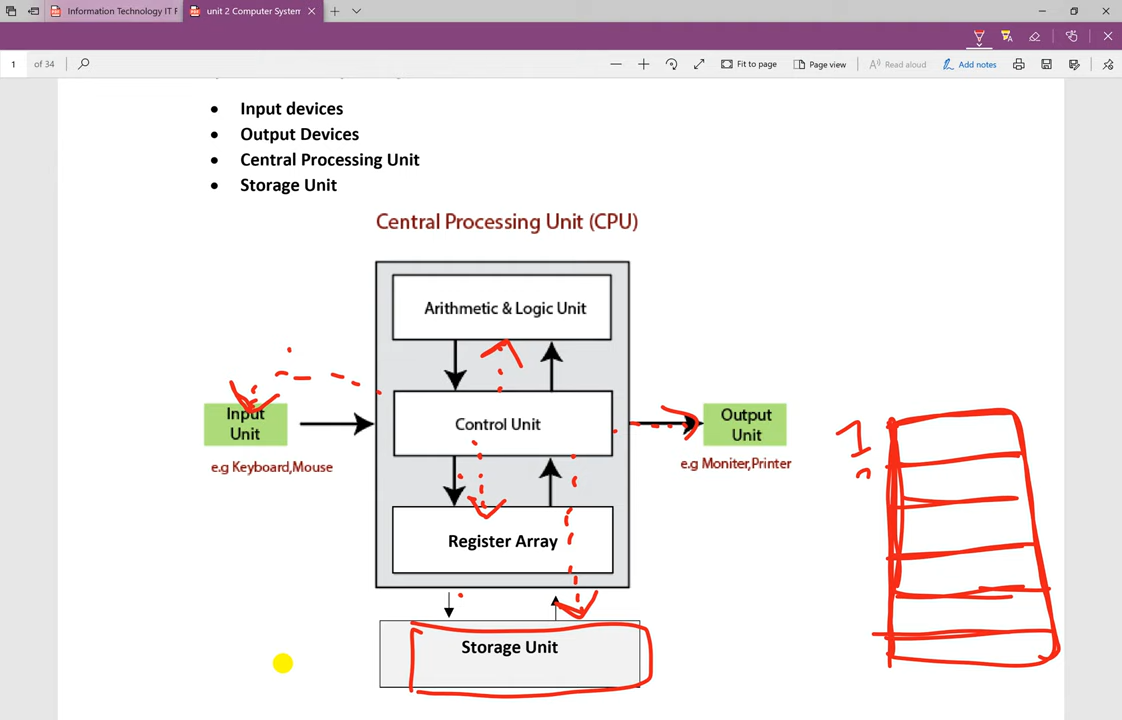 Information Technology IT F
unit 2 Computer System
1 of 34
Fit to page
Page view
Read aloud
Add notes
• Input devices
• Output Devices
• Central Processing Unit
• Storage Unit
Central Processing Unit (CPU)
Arithmetic & Logic Unit
Input
Unit
e.g Keyboard,Mouse
Control Unit
Output
Unit
e.g Moniter,Printer
Register Array
Storage Unit